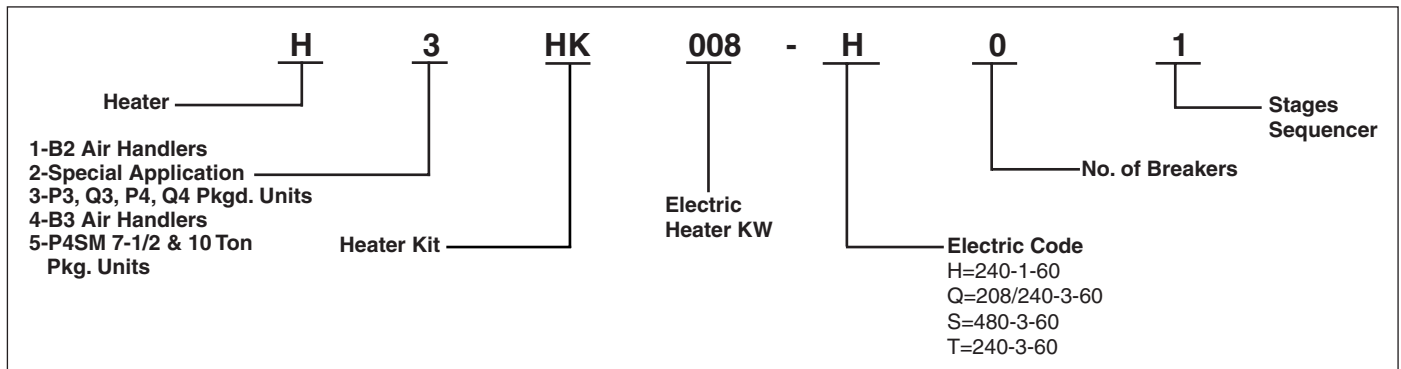 H 3 HK 008 - H 0 1
Heater
1-B2 Air Handlers
2-Special Application
3-P3, Q3, P4, Q4 Pkgd. Units
4-B3 Air Handlers
5-P4SM 7-1/2 & 10 Ton
Pkg. Units
Heater Kit
Electric
Heater KW
Electric Code
H=240-1-60
Q=208/240-3-60
S=480-3-60
T=240-3-60
No. of Breakers
Stages
Sequencer